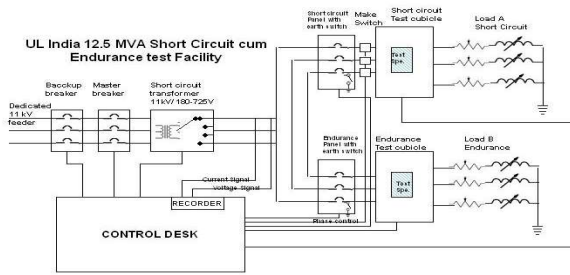 UL India 12.5 MVA Short Circuit cum
Endurance test Facility
Dedicated
11 kV
feeder
Backup
breaker
Master
breaker
Short circuit
transformer
11kV/180-725V
Short circuit
Panel with
earth switch
Make
Switch
Short circuit
Test cubicle
Test
Spe.
Load A
Short Circuit
Endurance
Panel with
earth switch
Endurance
Test cubicle
Test
Spe.
Load B
Endurance
Current Signal
Voltage Signal
RECORDER
Phase control
CONTROL DESK